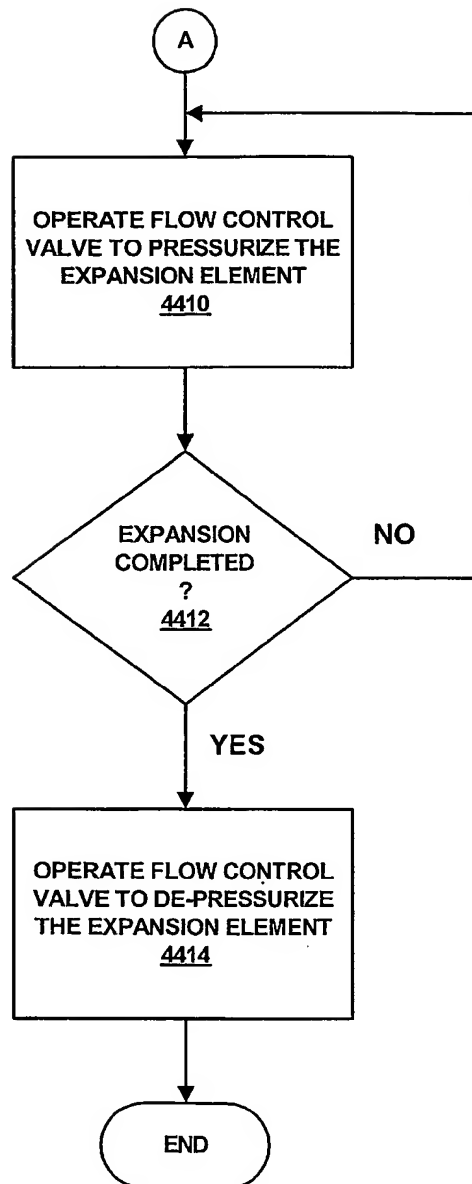 A
OPERATE FLOW CONTROL
VALVE TO PRESSURIZE THE
EXPANSION ELEMENT
4410
EXPANSION
COMPLETED
?
4412
NO
YES
OPERATE FLOW CONTROL
VALVE TO DE-PRESSURIZE
THE EXPANSION ELEMENT
4414
END